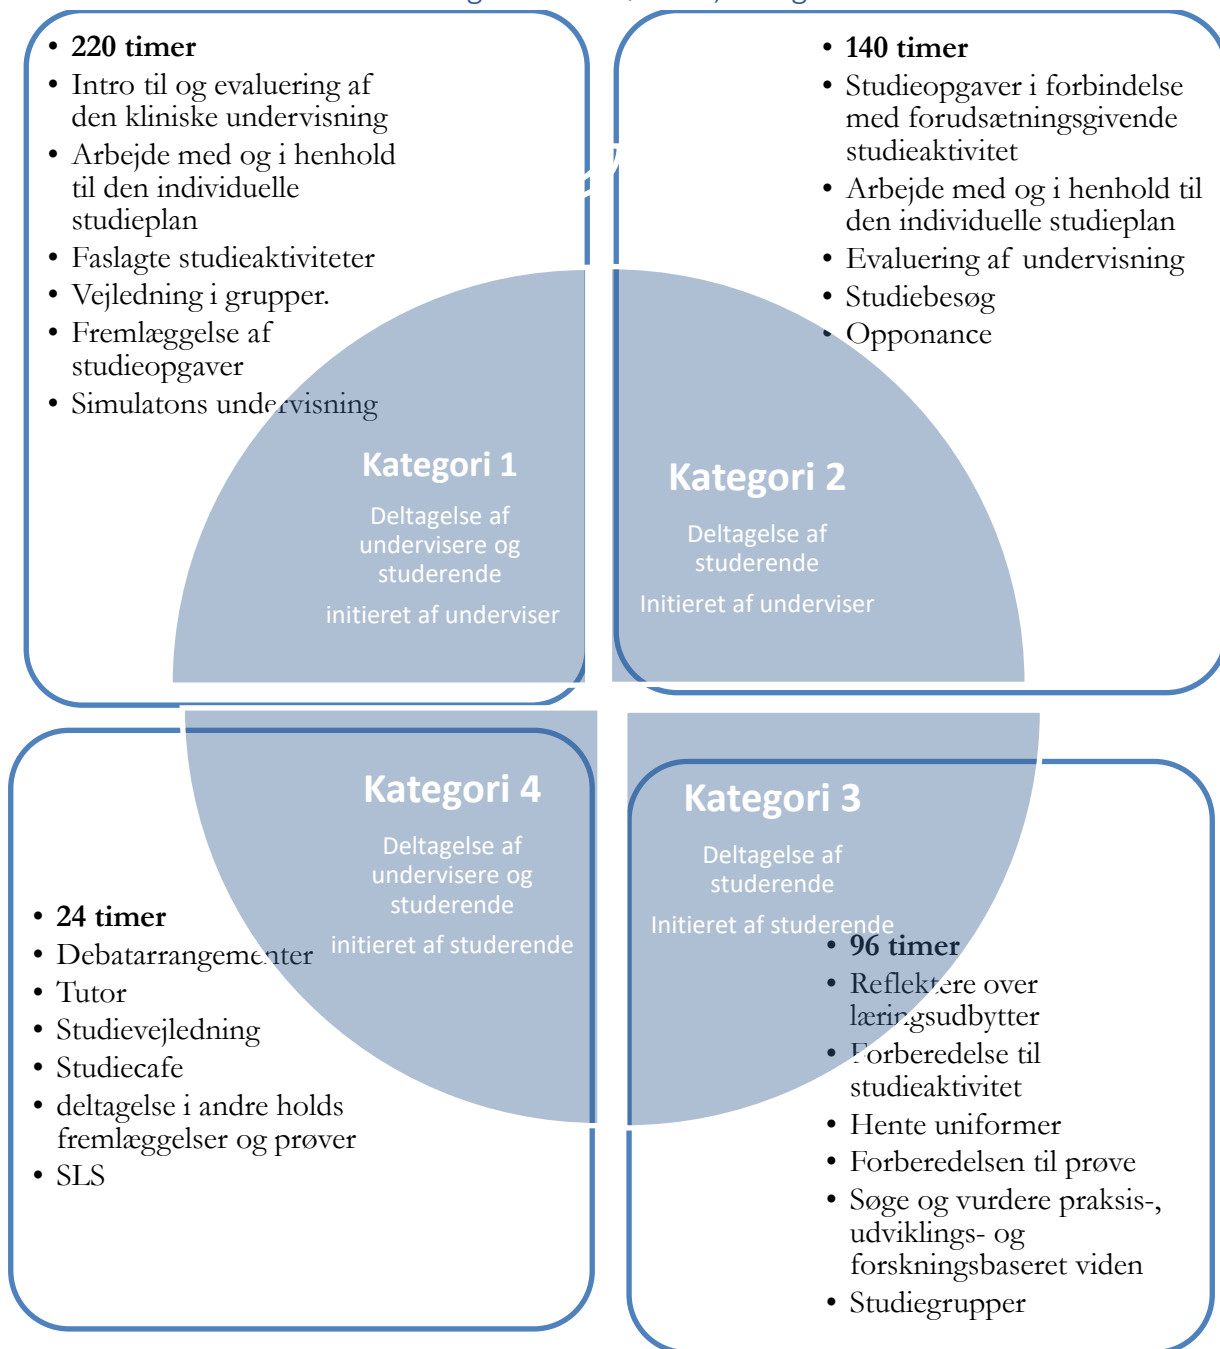 • 220 timer
• Intro til og evaluering af
den kliniske undervisning
• Arbejde med og i henhold
til den individuelle
studieplan
• Faslagte studieaktiviteter
• Vejledning i grupper.
• Fremlæggelse af
studieopgaver
• Simulatons undervisning
• 140 timer
• Studieopgaver i forbindelse
med forudsætningsgivende
studieaktivitet
• Arbejde med og i henhold til
den individuelle studieplan
• Evaluering af undervisning
• Studiebesøg
• Opponance
Kategori 1
Deltagelse af
undervisere og
studerende
initieret af underviser
Kategori 2
Deltagelse af
studerende
Initieret af underviser
Kategori 4
Deltagelse af
undervisere og
studerende
initieret af studerende
Kategori 3
Deltagelse af
studerende
Initieret af studerende
• 24 timer
• Debatarrangementer
• Tutor
• Studievejledning
• Studiecafe
• deltagelse i andre holds
fremlæggelser og prøver
• SLS
• 96 timer
• Reflektere over
læringsudbytter
• Forberedelse til
studieaktivitet
• Hente uniformer
• Forberedelsen til prøve
• Søge og vurdere praksis-,
udviklings- og
forskningsbaseret viden
• Studiegrupper